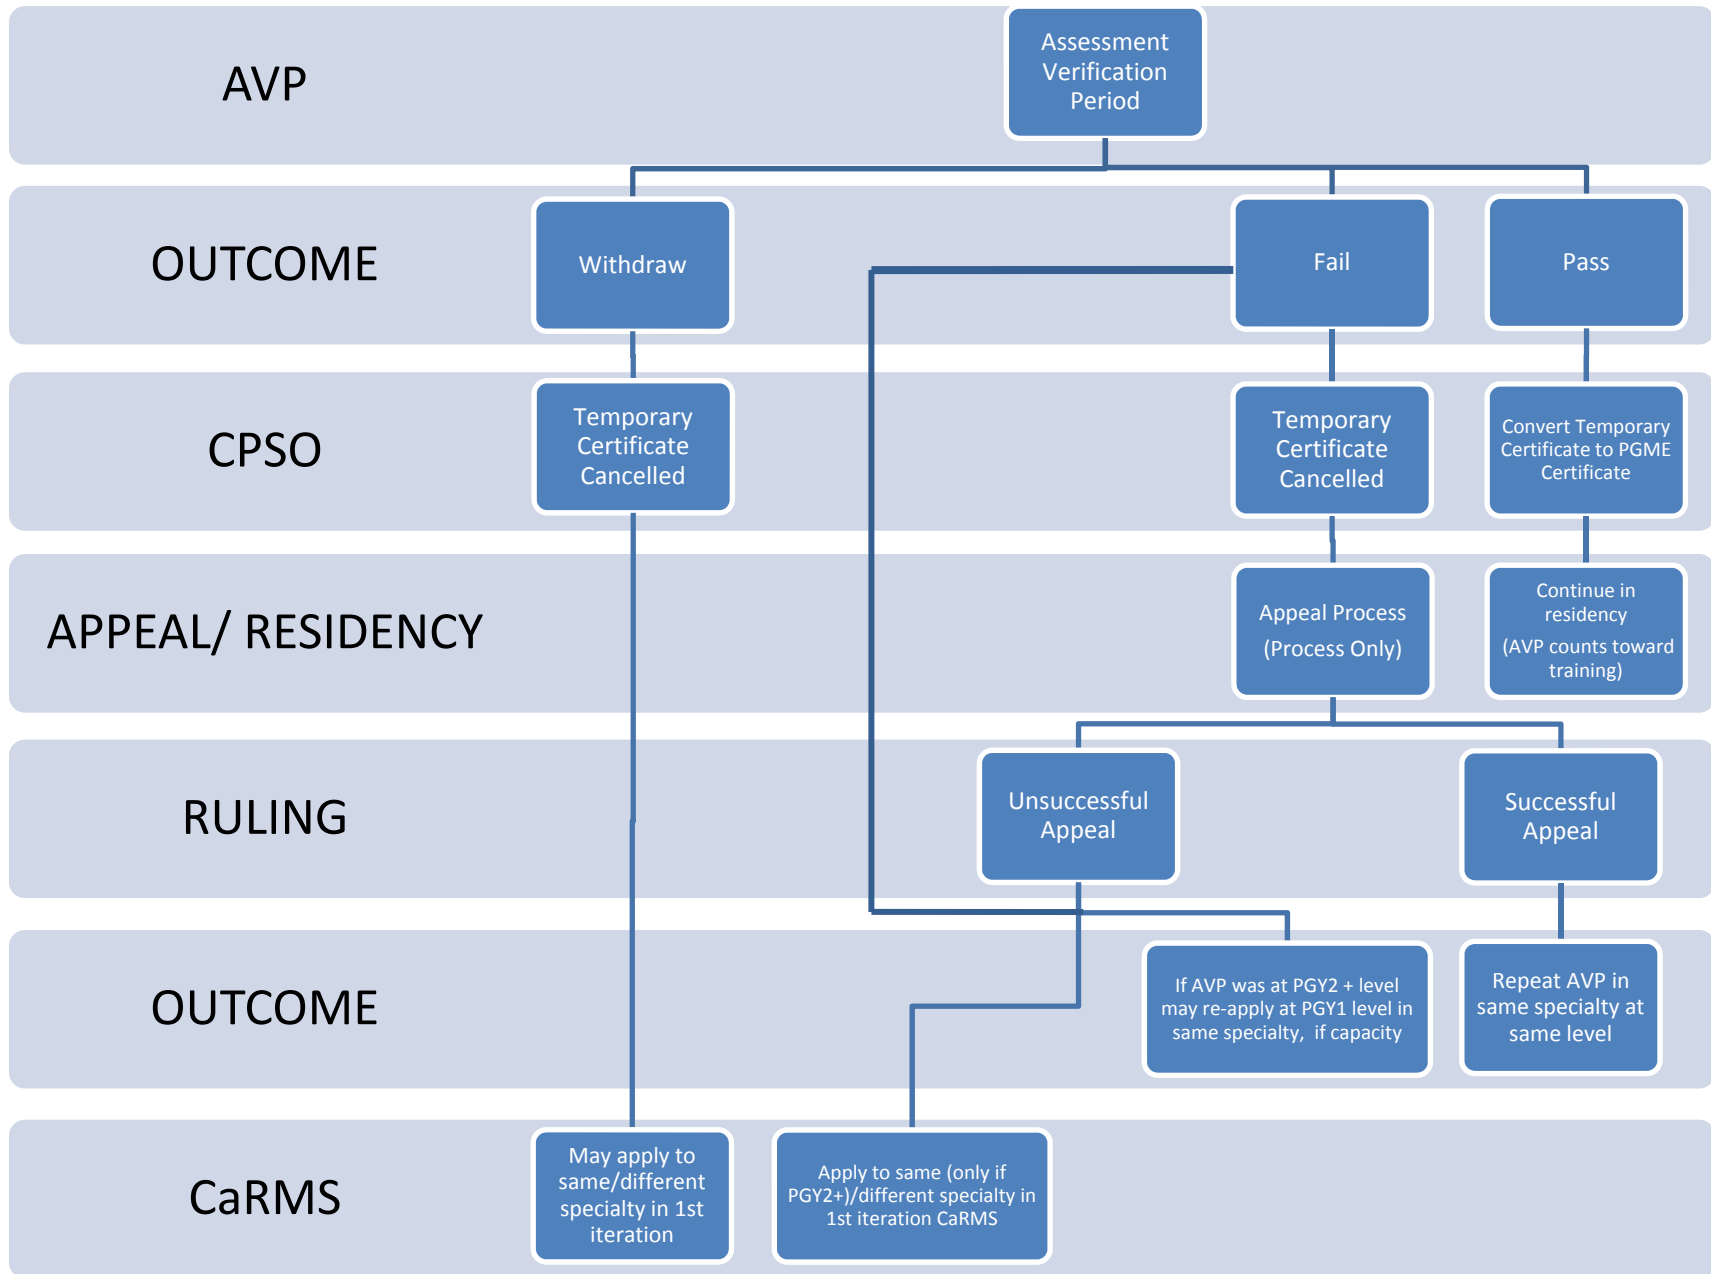 AVP
Assessment
Verification
Period
OUTCOME
Withdraw
Fail
Pass
CPSO
Temporary
Certificate
Cancelled
Temporary
Certificate
Cancelled
Convert Temporary
Certificate to PGME
Certificate
APPEAL/ RESIDENCY
Appeal Process
(Process Only)
Continue in
residency
(AVP counts toward
training)
RULING
Unsuccessful
Appeal
Successful
Appeal
OUTCOME
If AVP was at PGY2 + level
may re-apply at PGY1 level in
same specialty,  if capacity
Repeat AVP in
same specialty at
same level
CaRMS
May apply to
same/different
specialty in 1st
iteration
Apply to same (only if
PGY2+)/different specialty in
1st iteration CaRMS